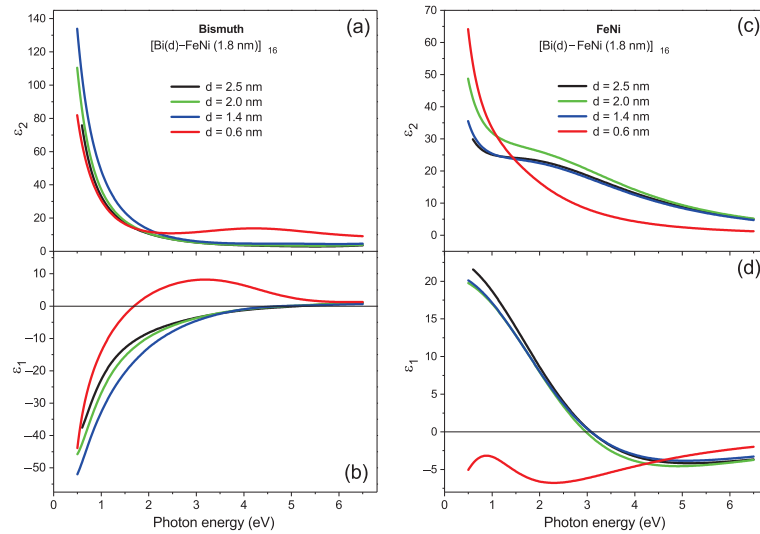 Bismuth
(a)
[Bi(d)−FeNi (1.8 nm)] 16
d = 2.5 nm
d = 2.0 nm
d = 1.4 nm
d = 0.6 nm
ε2
140
120
100
80
60
40
20
0
10
0
−10
−20
−30
−40
−50
ε1
(b)
0 1 2 3 4 5 6
Photon energy (eV)
FeNi
(c)
[Bi(d)−FeNi (1.8 nm)] 16
d = 2.5 nm
d = 2.0 nm
d = 1.4 nm
d = 0.6 nm
ε2
70
60
50
40
30
20
10
0
(d)
20
15
10
5
0
−5
ε1
0 1 2 3 4 5 6
Photon energy (eV)